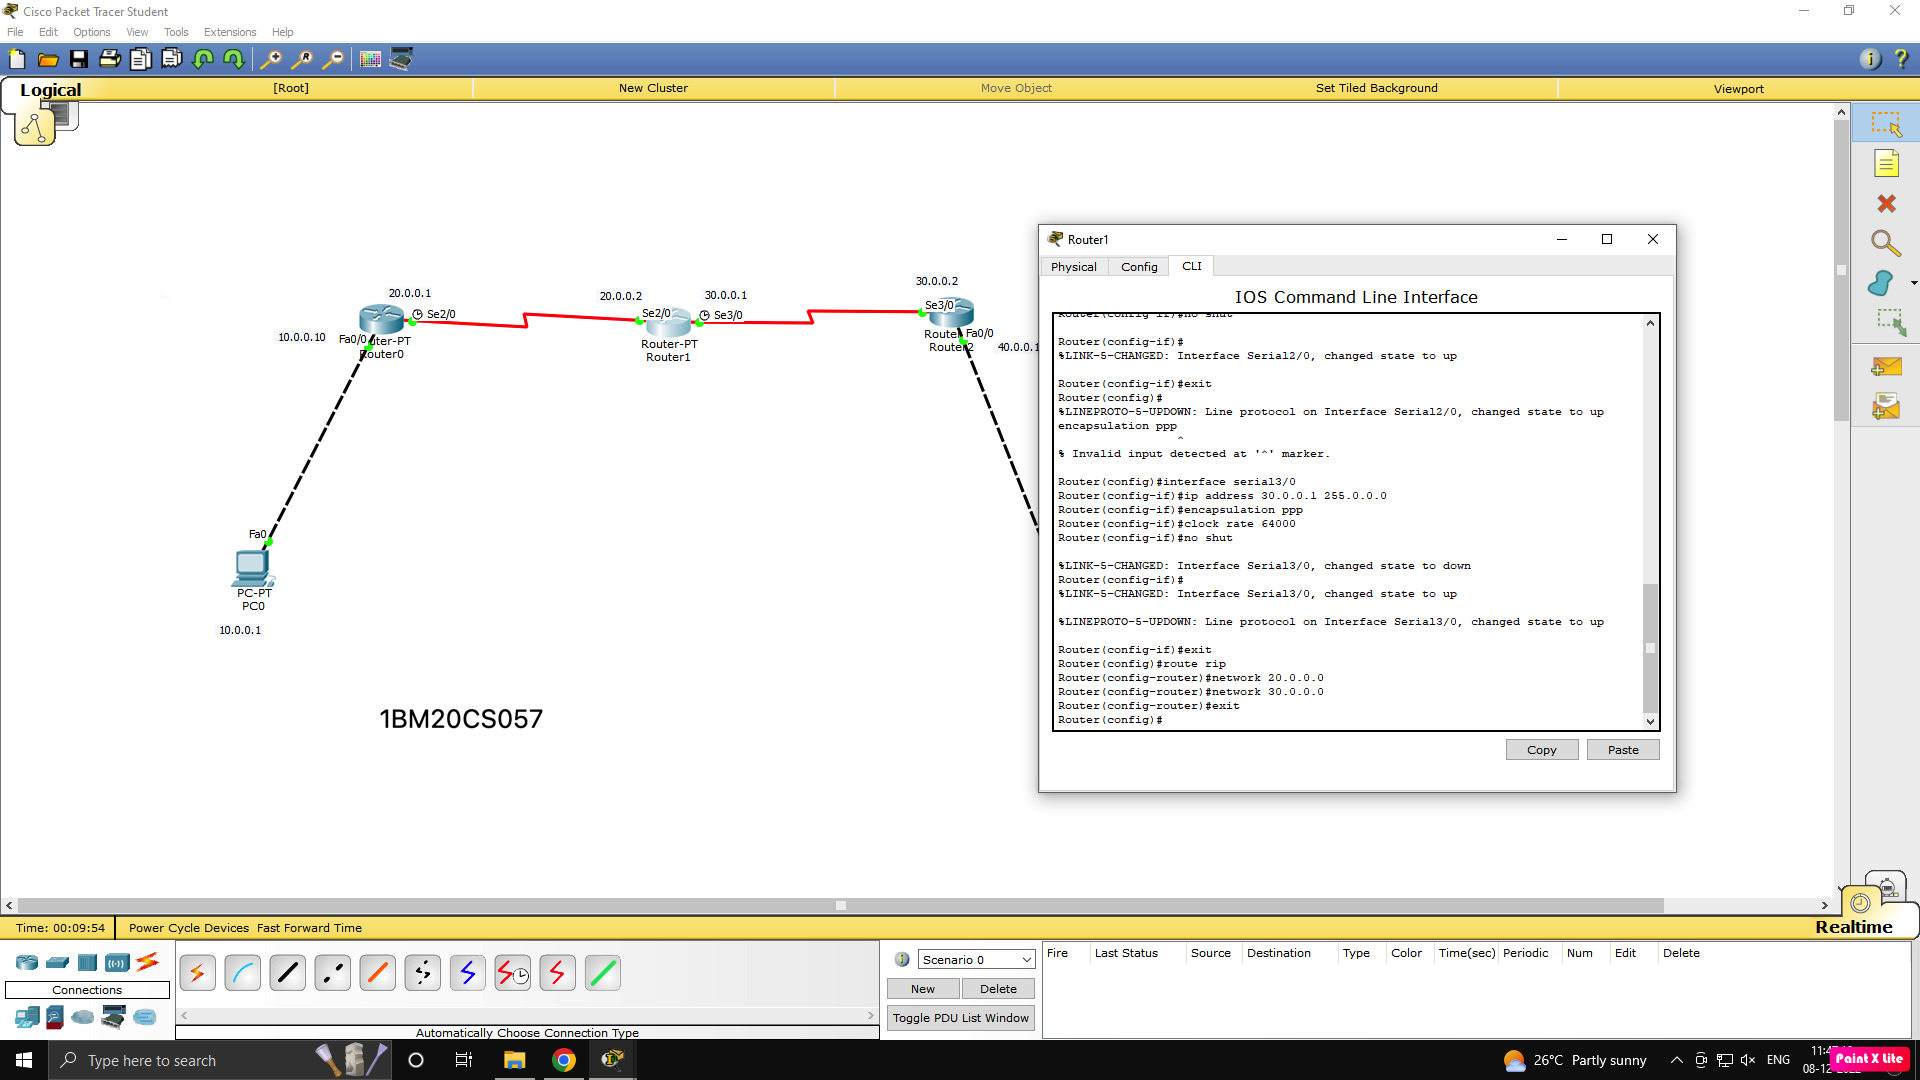 Cisco Packet Tracer Student
File Edit Options View Tools Extensions Help
Logical [Root] New Cluster Move Object Set Tiled Background Viewport
20.0.0.1
Se2/0
10.0.0.10
Fa0/0
uter-PT
Router0
20.0.0.2
30.0.0.1
Se2/0
Se3/0
Router-PT
Router1
30.0.0.2
Se3/0
Fa0/0
Router
Router2
40.0.0.1
Fa0
PC-PT
PC0
10.0.0.1
1BM20CS057
Router1
Physical Config CLI
IOS Command Line Interface
Router(config-if)#no shut
Router(config-if)#
%LINK-5-CHANGED: Interface Serial2/0, changed state to up
Router(config-if)#exit
Router(config)#
%LINEPROTO-5-UPDOWN: Line protocol on Interface Serial2/0, changed state to up
encapsulation ppp
^
% Invalid input detected at '^' marker.
Router(config)#interface serial3/0
Router(config-if)#ip address 30.0.0.1 255.0.0.0
Router(config-if)#encapsulation ppp
Router(config-if)#clock rate 64000
Router(config-if)#no shut
%LINK-5-CHANGED: Interface Serial3/0, changed state to down
Router(config-if)#
%LINK-5-CHANGED: Interface Serial3/0, changed state to up
%LINEPROTO-5-UPDOWN: Line protocol on Interface Serial3/0, changed state to up
Router(config-if)#exit
Router(config)#route rip
Router(config-router)#network 20.0.0.0
Router(config-router)#network 30.0.0.0
Router(config-router)#exit
Router(config)#
Copy Paste
Time: 00:09:54 Power Cycle Devices Fast Forward Time
Realtime
Connections
Automatically Choose Connection Type
Scenario 0
New Delete
Toggle PDU List Window
Fire Last Status Source Destination Type Color Time(sec) Periodic Num Edit Delete
Type here to search
26°C Partly sunny
ENG
Paint X Lite